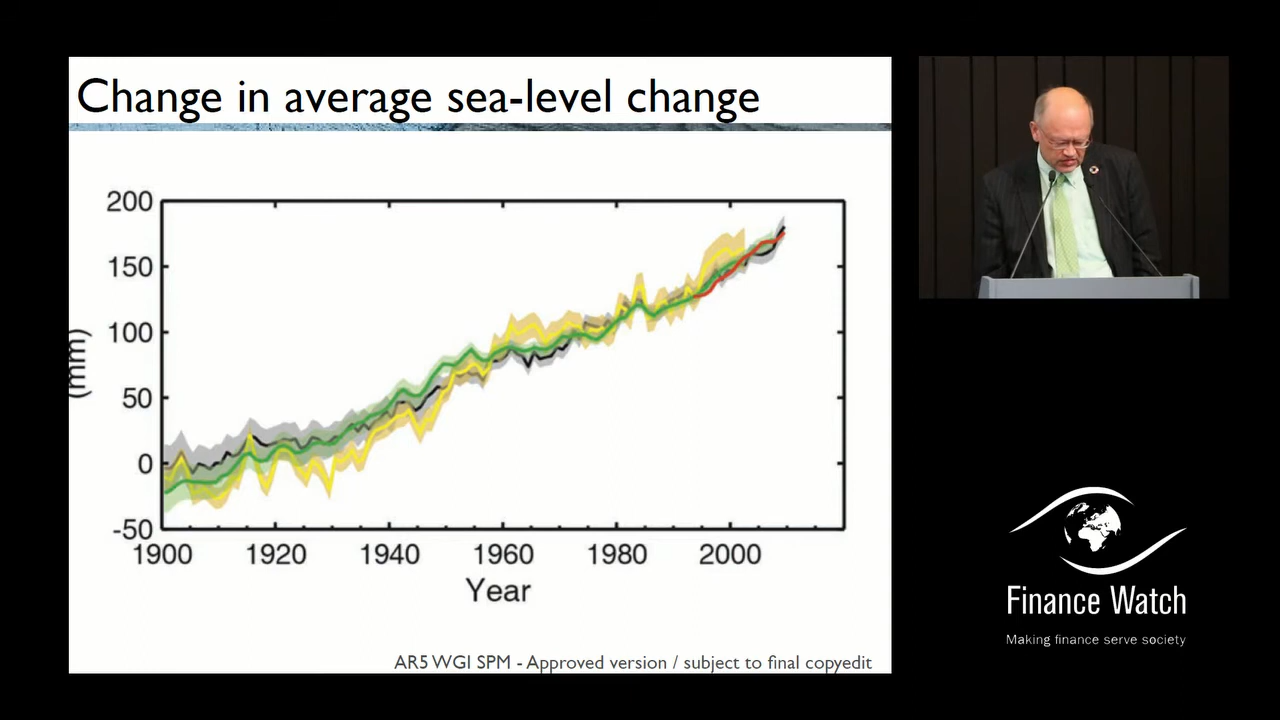 Change in average sea-level change
200
150
100
50
0
-50
(mm)
1900 1920 1940 1960 1980 2000
Year
AR5 WGI SPM - Approved version / subject to final copyedit
Finance Watch
Making finance serve society